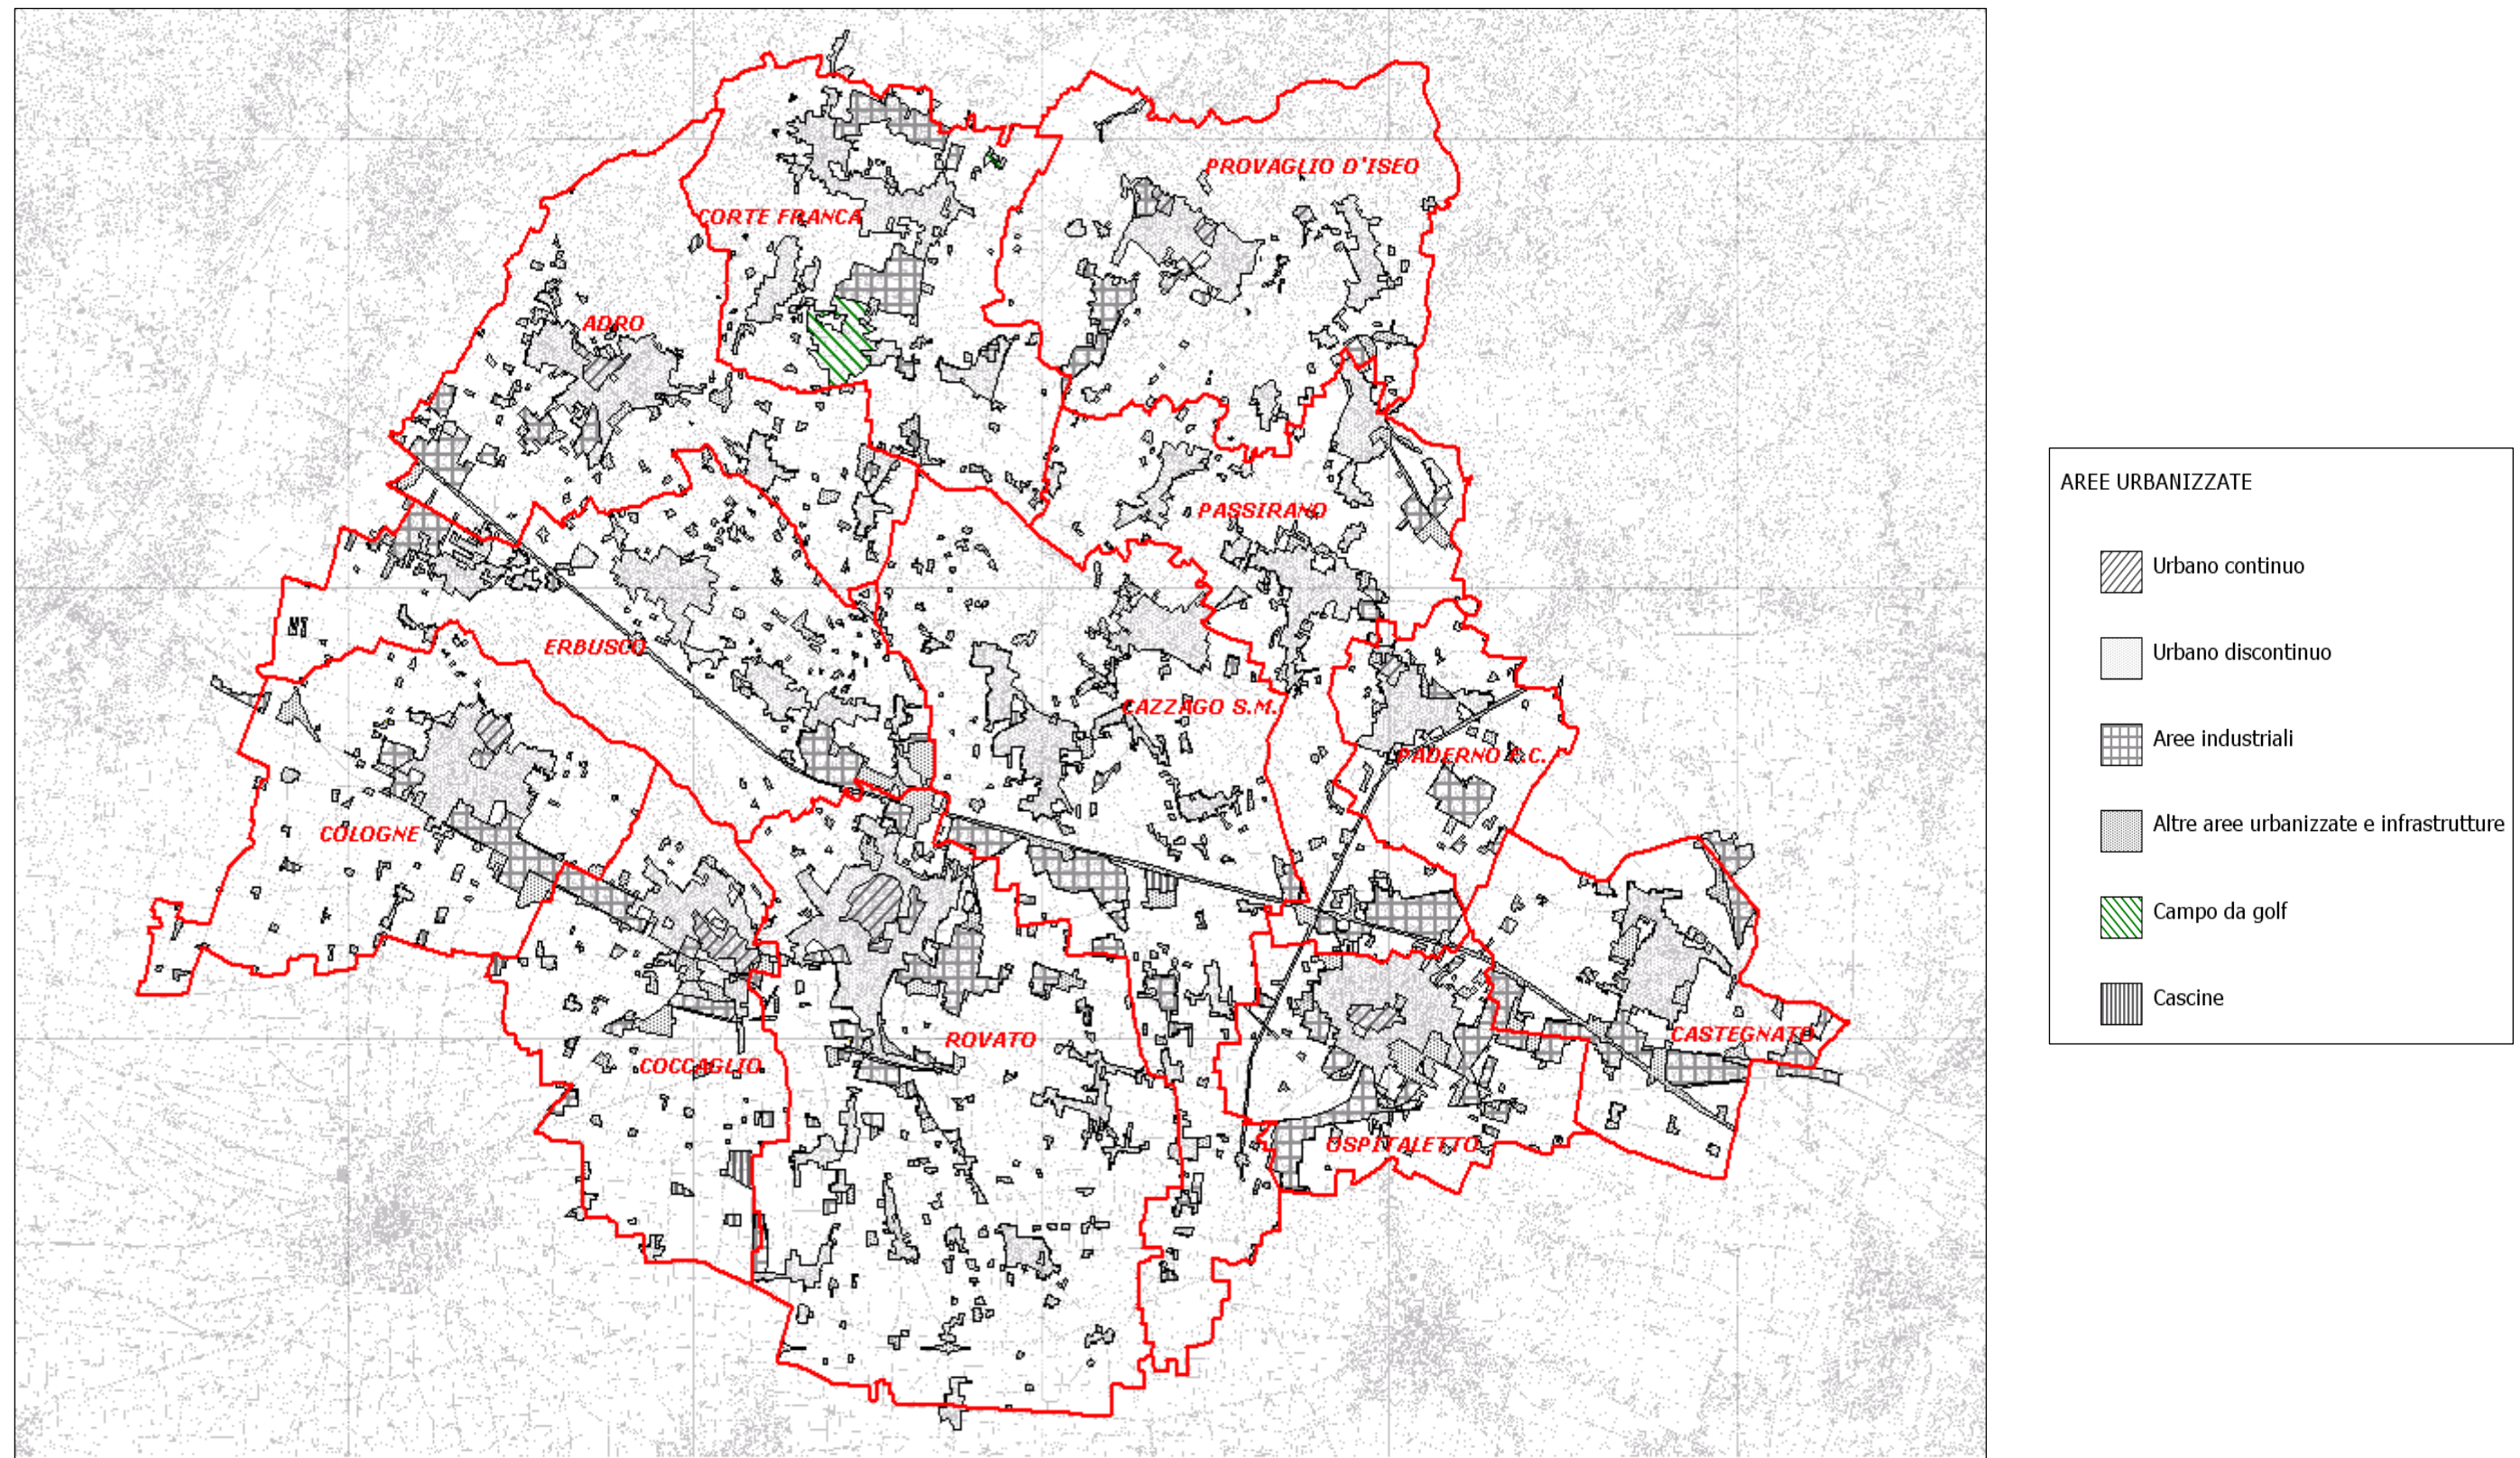 PROVAGLIO D'ISEO
CORTE FRANCA
ADRO
PASSIRANO
ERBUSCO
CAZZAGO S.M.
PADERNO F.C.
COLOGNE
ROVATO
CASTEGNATO
COCCAGLIO
OSPITALETTO
AREE URBANIZZATE
Urbano continuo
Urbano discontinuo
Aree industriali
Altre aree urbanizzate e infrastrutture
Campo da golf
Cascine